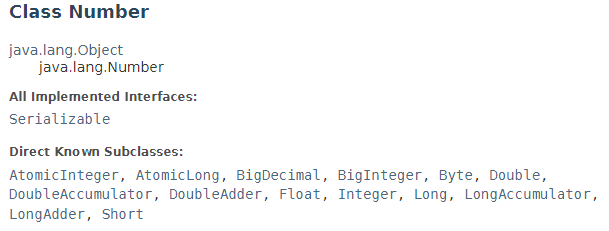 Class Number
java.lang.Object
java.lang.Number
All Implemented Interfaces:
Serializable
Direct Known Subclasses:
AtomicInteger, AtomicLong, BigDecimal, BigInteger, Byte, Double,
DoubleAccumulator, DoubleAdder, Float, Integer, Long, LongAccumulator,
LongAdder, Short